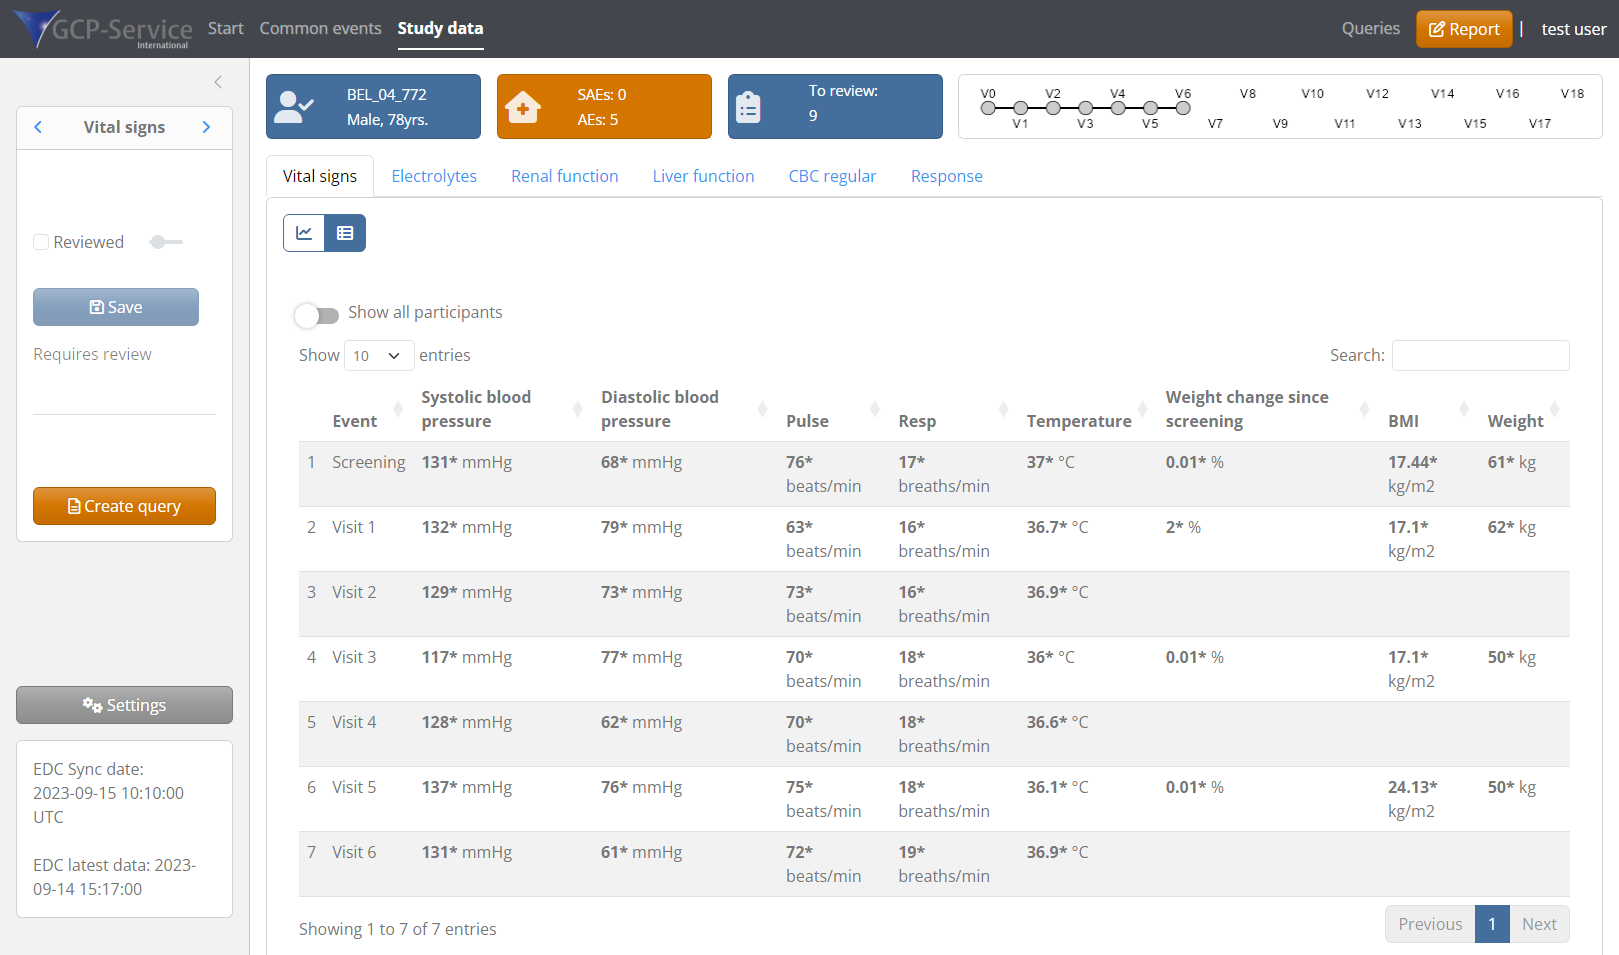 GCP-Service
International
Start Common events Study data
Queries Report | test user
Vital signs
Reviewed
Save
Requires review
Create query
Settings
EDC Sync date:
2023-09-15 10:10:00
UTC
EDC latest data: 2023-
09-14 15:17:00
BEL_04_772
Male, 78yrs.
SAEs: 0
AEs: 5
To review:
9
V0 V2 V4 V6 V8 V10 V12 V14 V16 V18
V1 V3 V5 V7 V9 V11 V13 V15 V17
Vital signs Electrolytes Renal function Liver function CBC regular Response
Show all participants
Show 10 entries
Search:
Systolic blood Diastolic blood Weight change since
Event pressure pressure Pulse Resp Temperature screening BMI Weight
1 Screening 131* mmHg 68* mmHg 76* 17* 37* °C 0.01* % 17.44* 61* kg
beats/min breaths/min kg/m2
2 Visit 1 132* mmHg 79* mmHg 63* 16* 36.7* °C 2* % 17.1* 62* kg
beats/min breaths/min kg/m2
3 Visit 2 129* mmHg 73* mmHg 73* 16* 36.9* °C
beats/min breaths/min
4 Visit 3 117* mmHg 77* mmHg 70* 18* 36* °C 0.01* % 17.1* 50* kg
beats/min breaths/min kg/m2
5 Visit 4 128* mmHg 62* mmHg 70* 18* 36.6* °C
beats/min breaths/min
6 Visit 5 137* mmHg 76* mmHg 75* 18* 36.1* °C 0.01* % 24.13* 50* kg
beats/min breaths/min kg/m2
7 Visit 6 131* mmHg 61* mmHg 72* 19* 36.9* °C
beats/min breaths/min
Showing 1 to 7 of 7 entries
Previous 1 Next